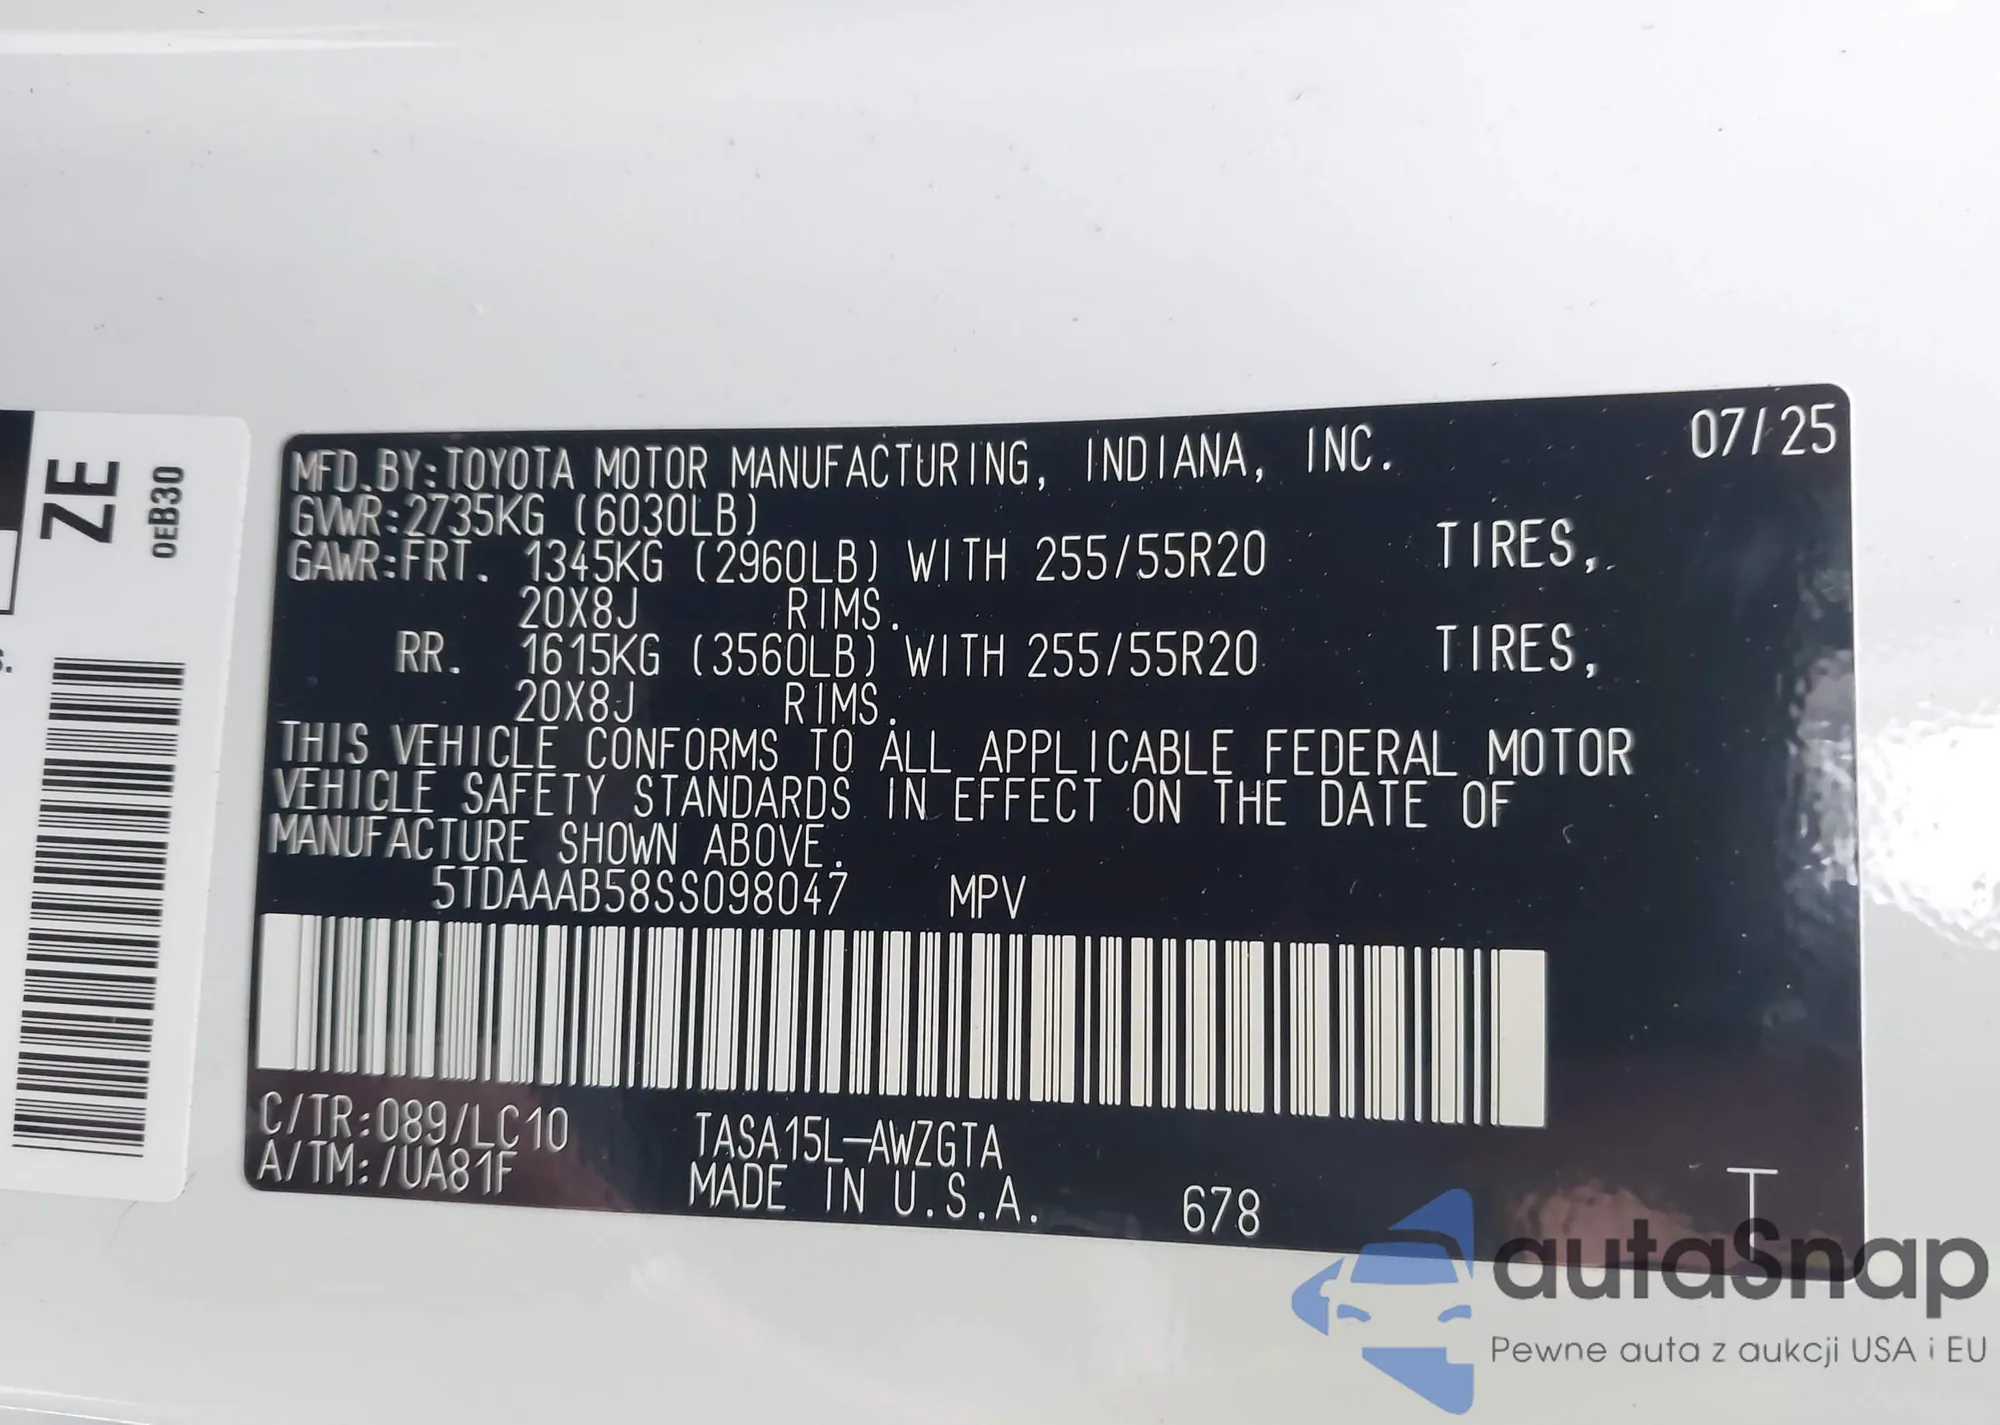 ZE
OEB30
s.
MFD.BY:TOYOTA MOTOR MANUFACTURING, INDIANA, INC. 07/25
GVWR:2735KG (6030LB)
GAWR:FRT. 1345KG (2960LB) WITH 255/55R20 TIRES,
20X8J RIMS.
RR. 1615KG (3560LB) WITH 255/55R20 TIRES,
20X8J RIMS.
THIS VEHICLE CONFORMS TO ALL APPLICABLE FEDERAL MOTOR
VEHICLE SAFETY STANDARDS IN EFFECT ON THE DATE OF
MANUFACTURE SHOWN ABOVE.
5TDAAAB58SS098047 MPV
C/TR:089/LC10 TASA15L-AWZGTA
A/TM:/UA81F MADE IN U.S.A. 678 T
autaSnap
Pewne auta z aukcji USA i EU